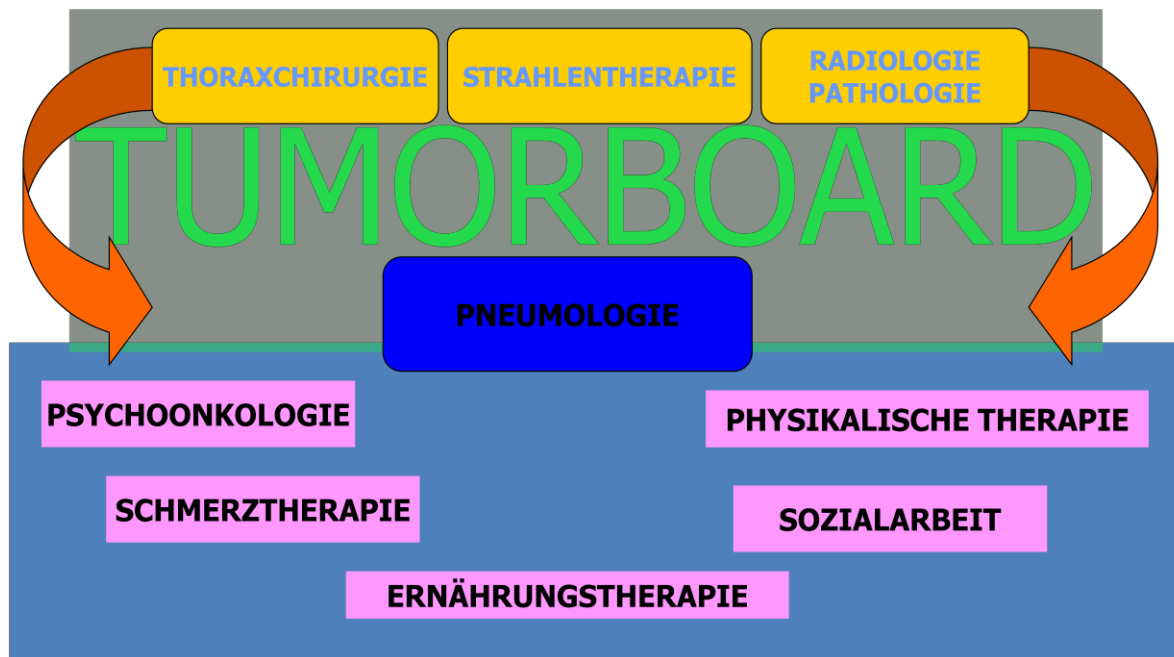 THORAXCHIRURGIE
STRAHLENTHERAPIE
RADIOLOGIE
PATHOLOGIE
TUMORBOARD
PNEUMOLOGIE
PSYCHOONKOLOGIE
PHYSIKALISCHE THERAPIE
SCHMERZTHERAPIE
SOZIALARBEIT
ERNÄHRUNGSTHERAPIE